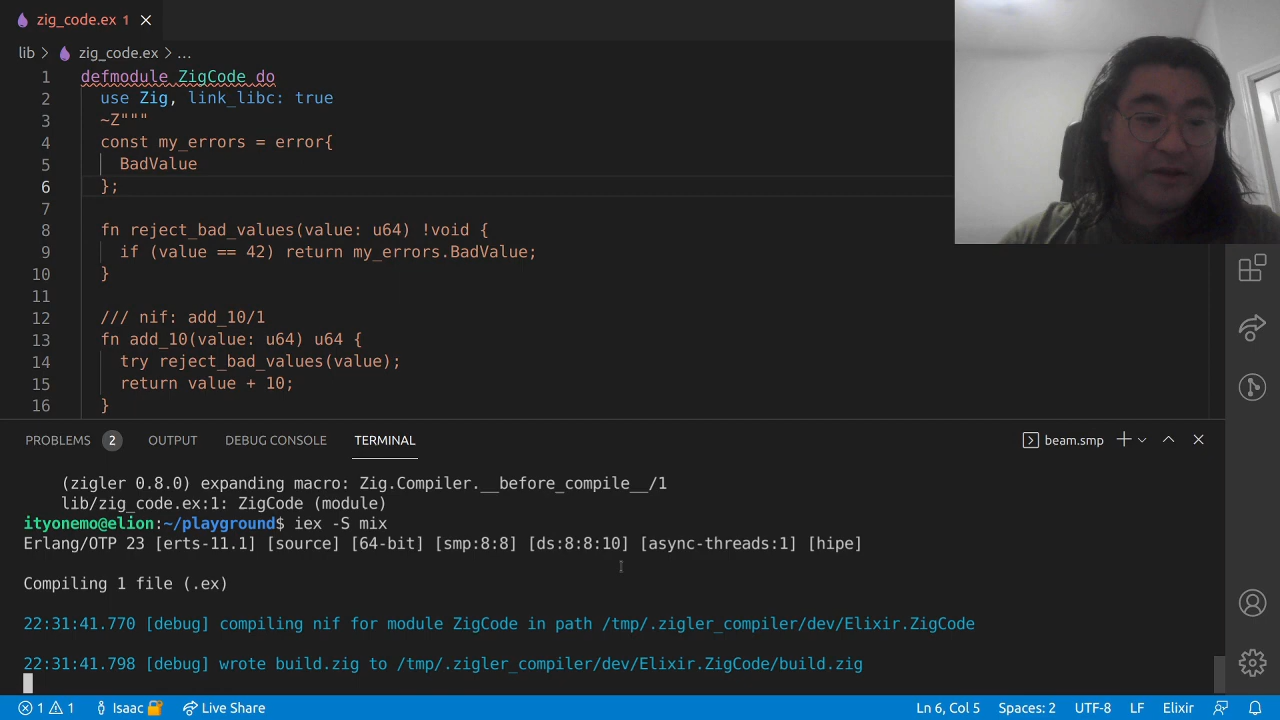 zig_code.ex 1
lib > zig_code.ex > …
1 defmodule ZigCode do
2 use Zig, link_libc: true
3 ~Z"""
4 const my_errors = error{
5 BadValue
6 };
7
8 fn reject_bad_values(value: u64) !void {
9 if (value == 42) return my_errors.BadValue;
10 }
11
12 /// nif: add_10/1
13 fn add_10(value: u64) u64 {
14 try reject_bad_values(value);
15 return value + 10;
16 }
PROBLEMS 2 OUTPUT DEBUG CONSOLE TERMINAL beam.smp
(zigler 0.8.0) expanding macro: Zig.Compiler.__before_compile__/1
lib/zig_code.ex:1: ZigCode (module)
ityonemo@elion:~/playground$ iex -S mix
Erlang/OTP 23 [erts-11.1] [source] [64-bit] [smp:8:8] [ds:8:8:10] [async-threads:1] [hipe]
Compiling 1 file (.ex)
22:31:41.770 [debug] compiling nif for module ZigCode in path /tmp/.zigler_compiler/dev/Elixir.ZigCode
22:31:41.798 [debug] wrote build.zig to /tmp/.zigler_compiler/dev/Elixir.ZigCode/build.zig
1 1 Isaac Live Share Ln 6, Col 5 Spaces: 2 UTF-8 LF Elixir